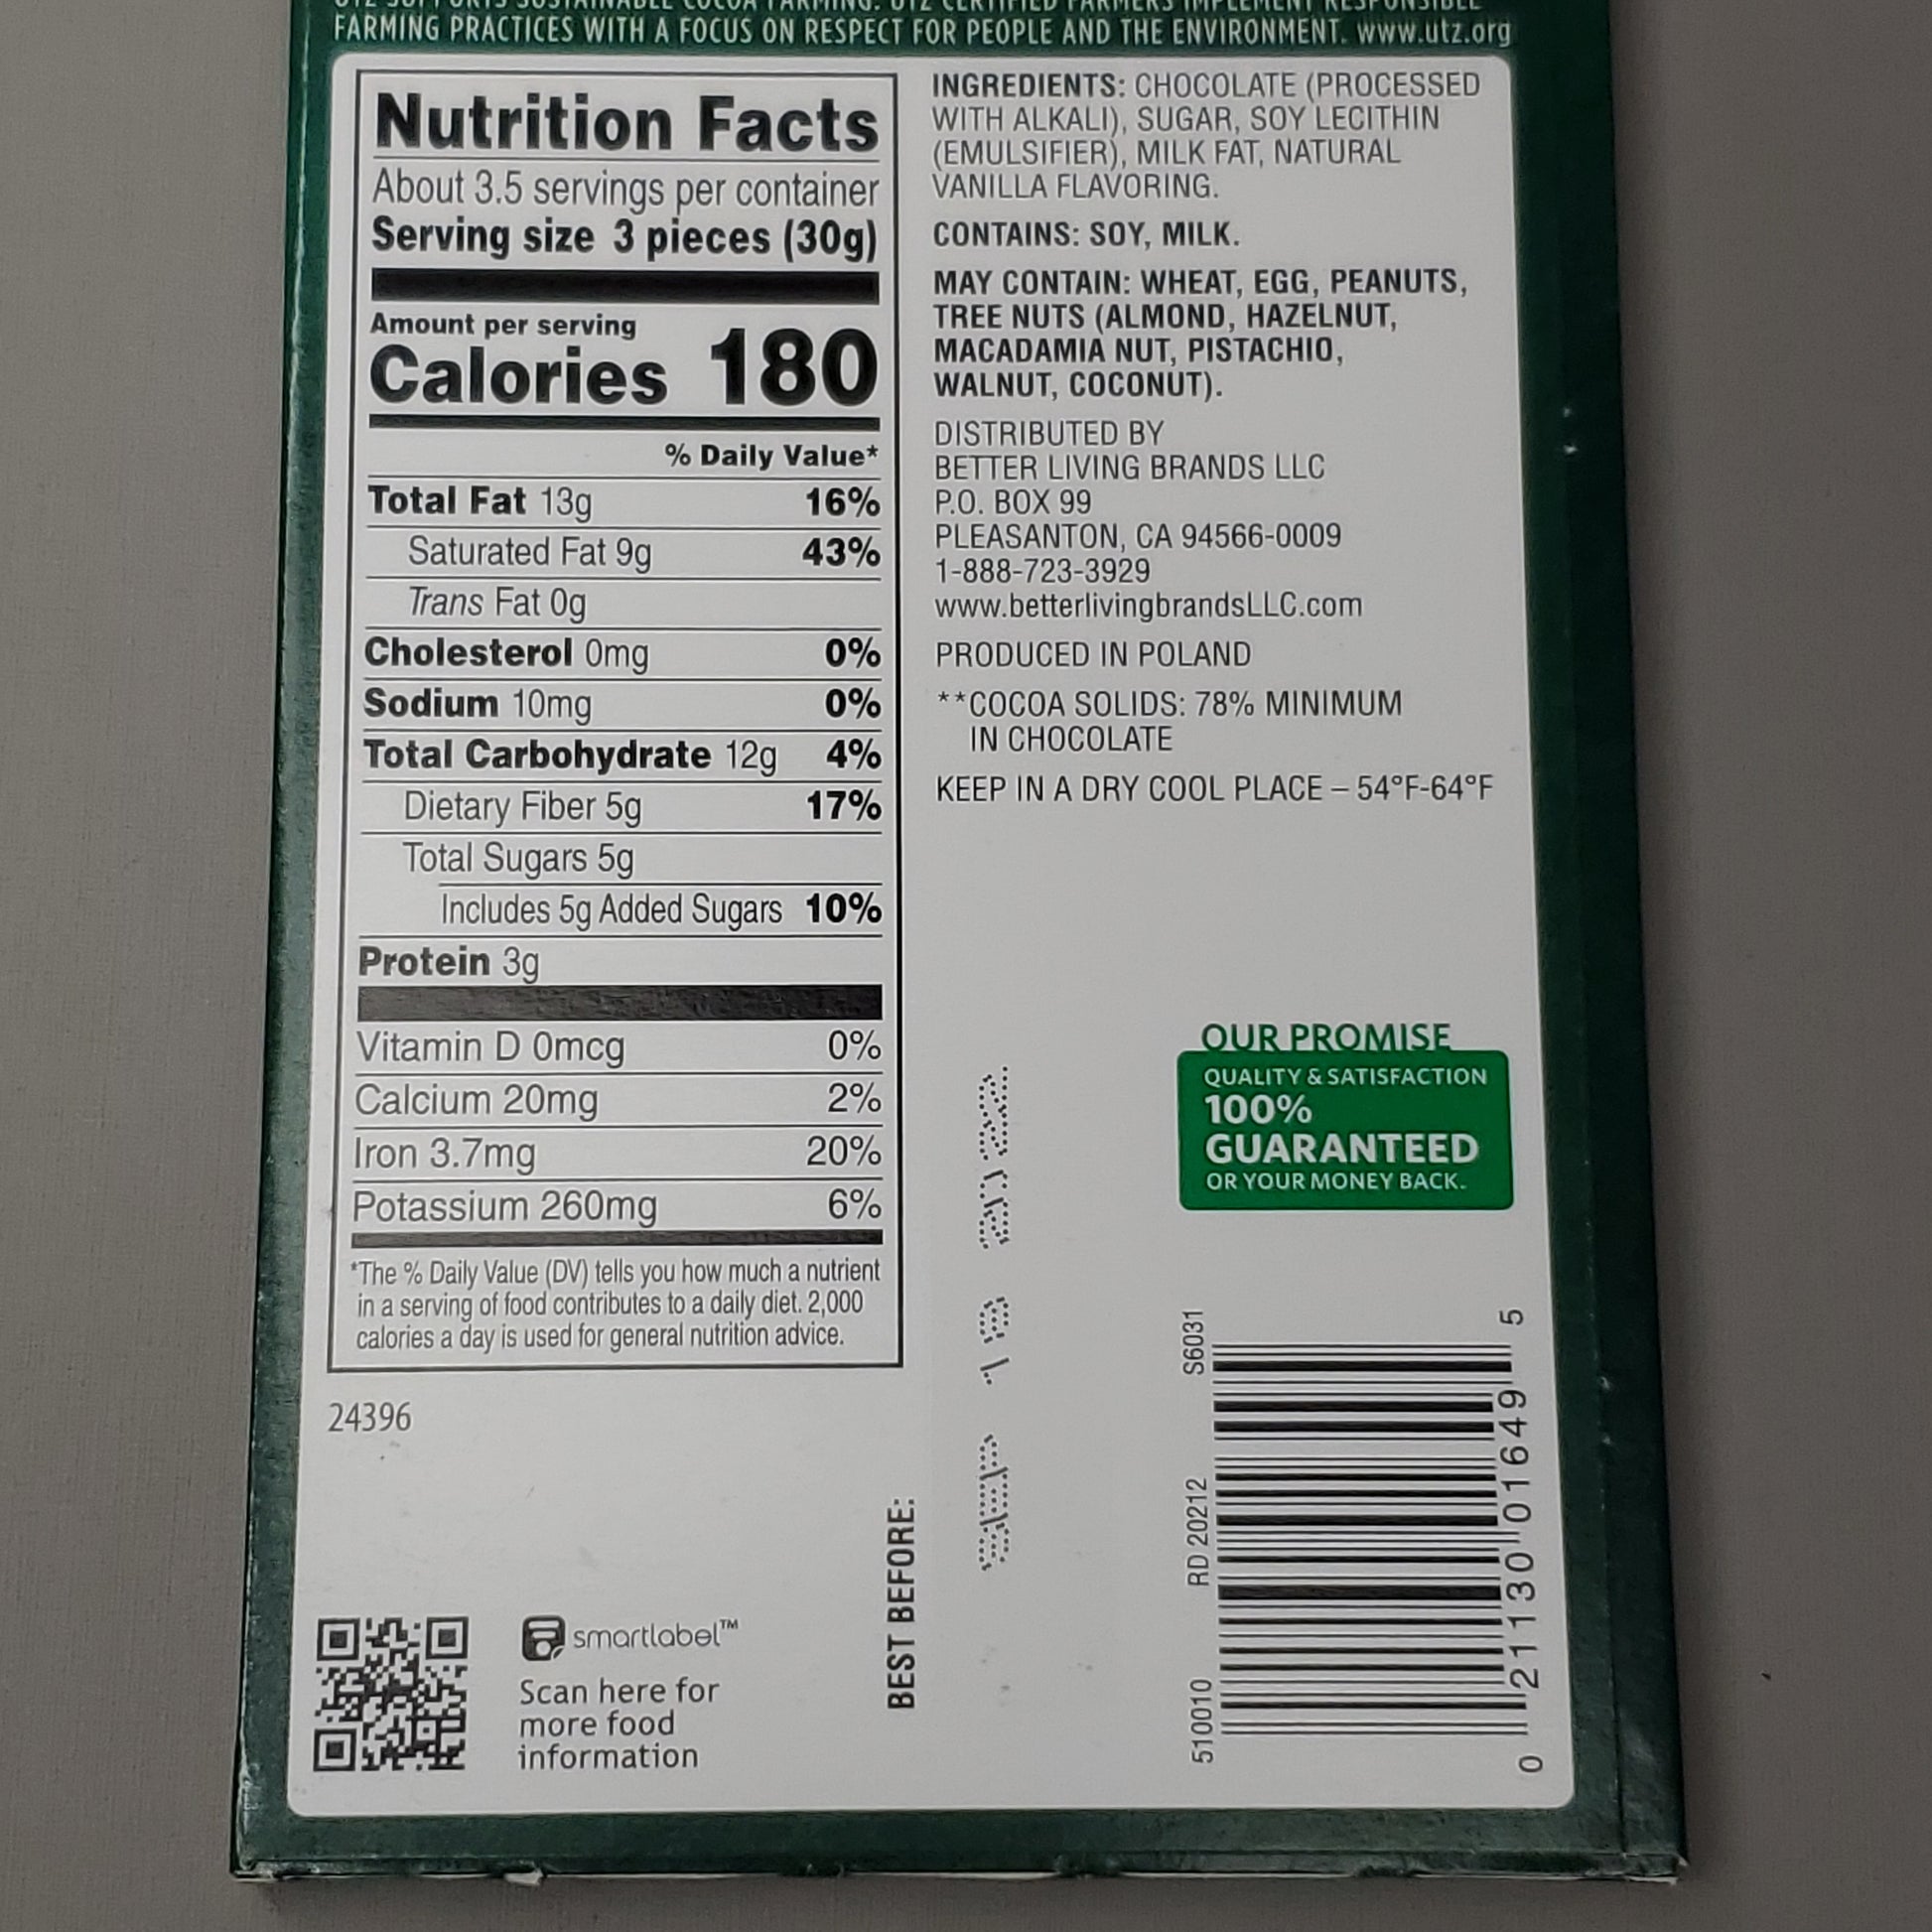 FARMING PRACTICES WITH A FOCUS ON RESPECT FOR PEOPLE AND THE ENVIRONMENT. www.utz.org
Nutrition Facts
About 3.5 servings per container
Serving size 3 pieces (30g)
Amount per serving
Calories 180
% Daily Value*
Total Fat 13g 16%
Saturated Fat 9g 43%
Trans Fat 0g
Cholesterol 0mg 0%
Sodium 10mg 0%
Total Carbohydrate 12g 4%
Dietary Fiber 5g 17%
Total Sugars 5g
Includes 5g Added Sugars 10%
Protein 3g
Vitamin D 0mcg 0%
Calcium 20mg 2%
Iron 3.7mg 20%
Potassium 260mg 6%
*The % Daily Value (DV) tells you how much a nutrient
in a serving of food contributes to a daily diet. 2,000
calories a day is used for general nutrition advice.
24396
smartlabel™
Scan here for
more food
information
INGREDIENTS: CHOCOLATE (PROCESSED
WITH ALKALI), SUGAR, SOY LECITHIN
(EMULSIFIER), MILK FAT, NATURAL
VANILLA FLAVORING.
CONTAINS: SOY, MILK.
MAY CONTAIN: WHEAT, EGG, PEANUTS,
TREE NUTS (ALMOND, HAZELNUT,
MACADAMIA NUT, PISTACHIO,
WALNUT, COCONUT).
DISTRIBUTED BY
BETTER LIVING BRANDS LLC
P.O. BOX 99
PLEASANTON, CA 94566-0009
1-888-723-3929
www.betterlivingbrandsLLC.com
PRODUCED IN POLAND
**COCOA SOLIDS: 78% MINIMUM
IN CHOCOLATE
KEEP IN A DRY COOL PLACE – 54°F-64°F
OUR PROMISE
QUALITY & SATISFACTION
100%
GUARANTEED
OR YOUR MONEY BACK.
BEST BEFORE:
510010 RD 20212 S6031
0 21130 01649 5